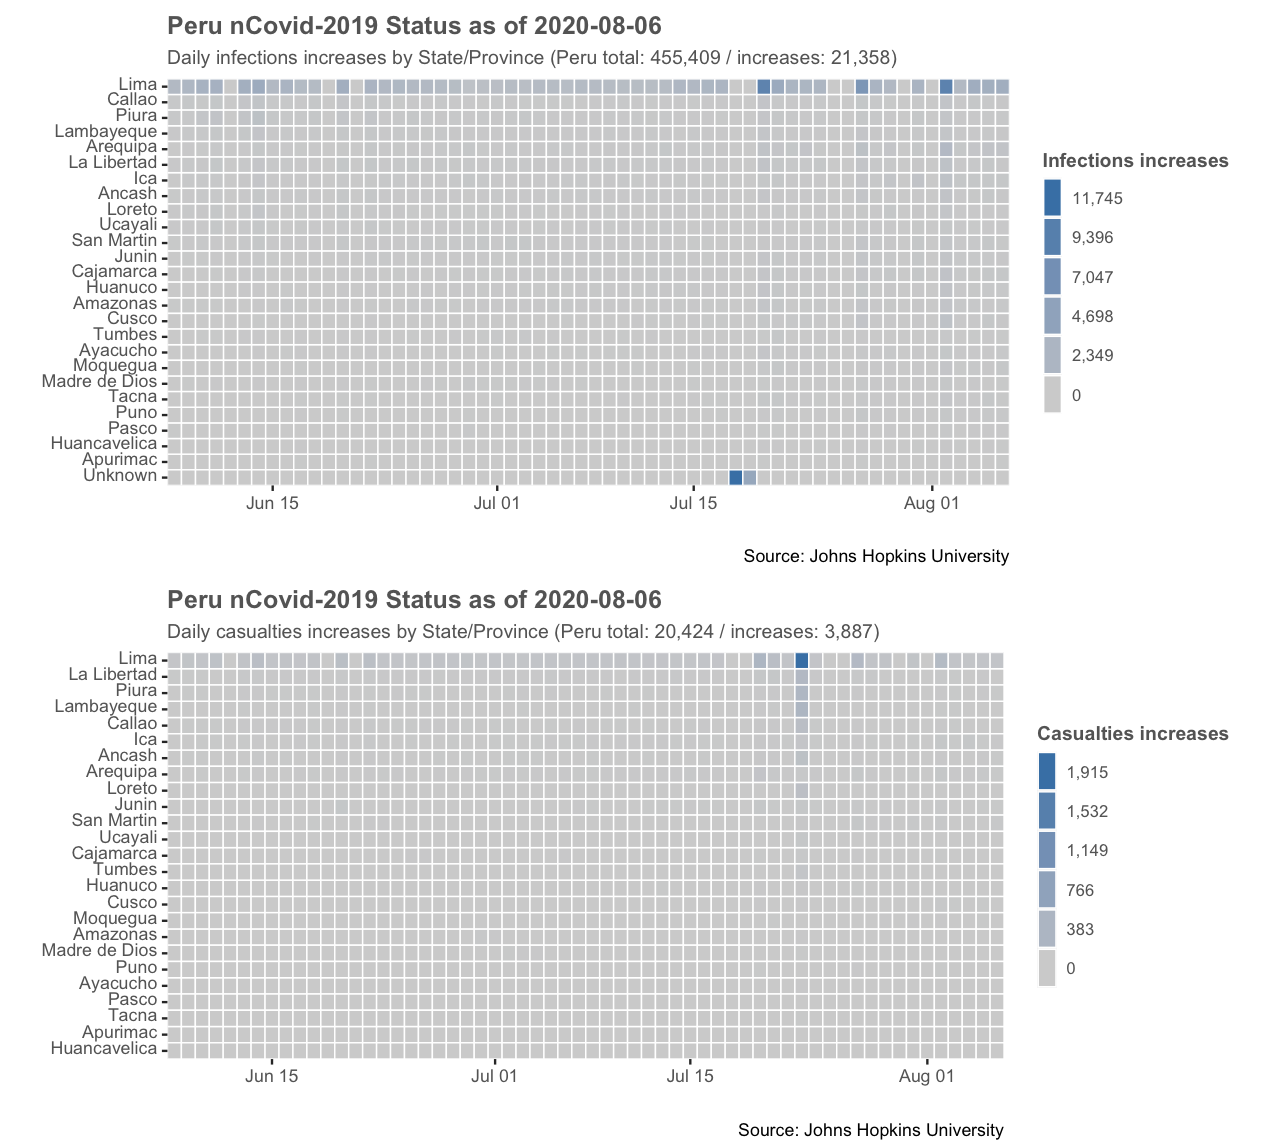 Peru nCovid-2019 Status as of 2020-08-06
Daily infections increases by State/Province (Peru total: 455,409 / increases: 21,358)
Lima
Callao
Piura
Lambayeque
Arequipa
La Libertad
Ica
Ancash
Loreto
Ucayali
San Martin
Junin
Cajamarca
Huanuco
Amazonas
Cusco
Tumbes
Ayacucho
Moquegua
Madre de Dios
Tacna
Puno
Pasco
Huancavelica
Apurimac
Unknown
Jun 15
Jul 01
Jul 15
Aug 01
Infections increases
11,745
9,396
7,047
4,698
2,349
0
Source: Johns Hopkins University
Peru nCovid-2019 Status as of 2020-08-06
Daily casualties increases by State/Province (Peru total: 20,424 / increases: 3,887)
Lima
La Libertad
Piura
Lambayeque
Callao
Ica
Ancash
Arequipa
Loreto
Junin
San Martin
Ucayali
Cajamarca
Tumbes
Huanuco
Cusco
Moquegua
Amazonas
Madre de Dios
Puno
Ayacucho
Pasco
Tacna
Apurimac
Huancavelica
Jun 15
Jul 01
Jul 15
Aug 01
Casualties increases
1,915
1,532
1,149
766
383
0
Source: Johns Hopkins University